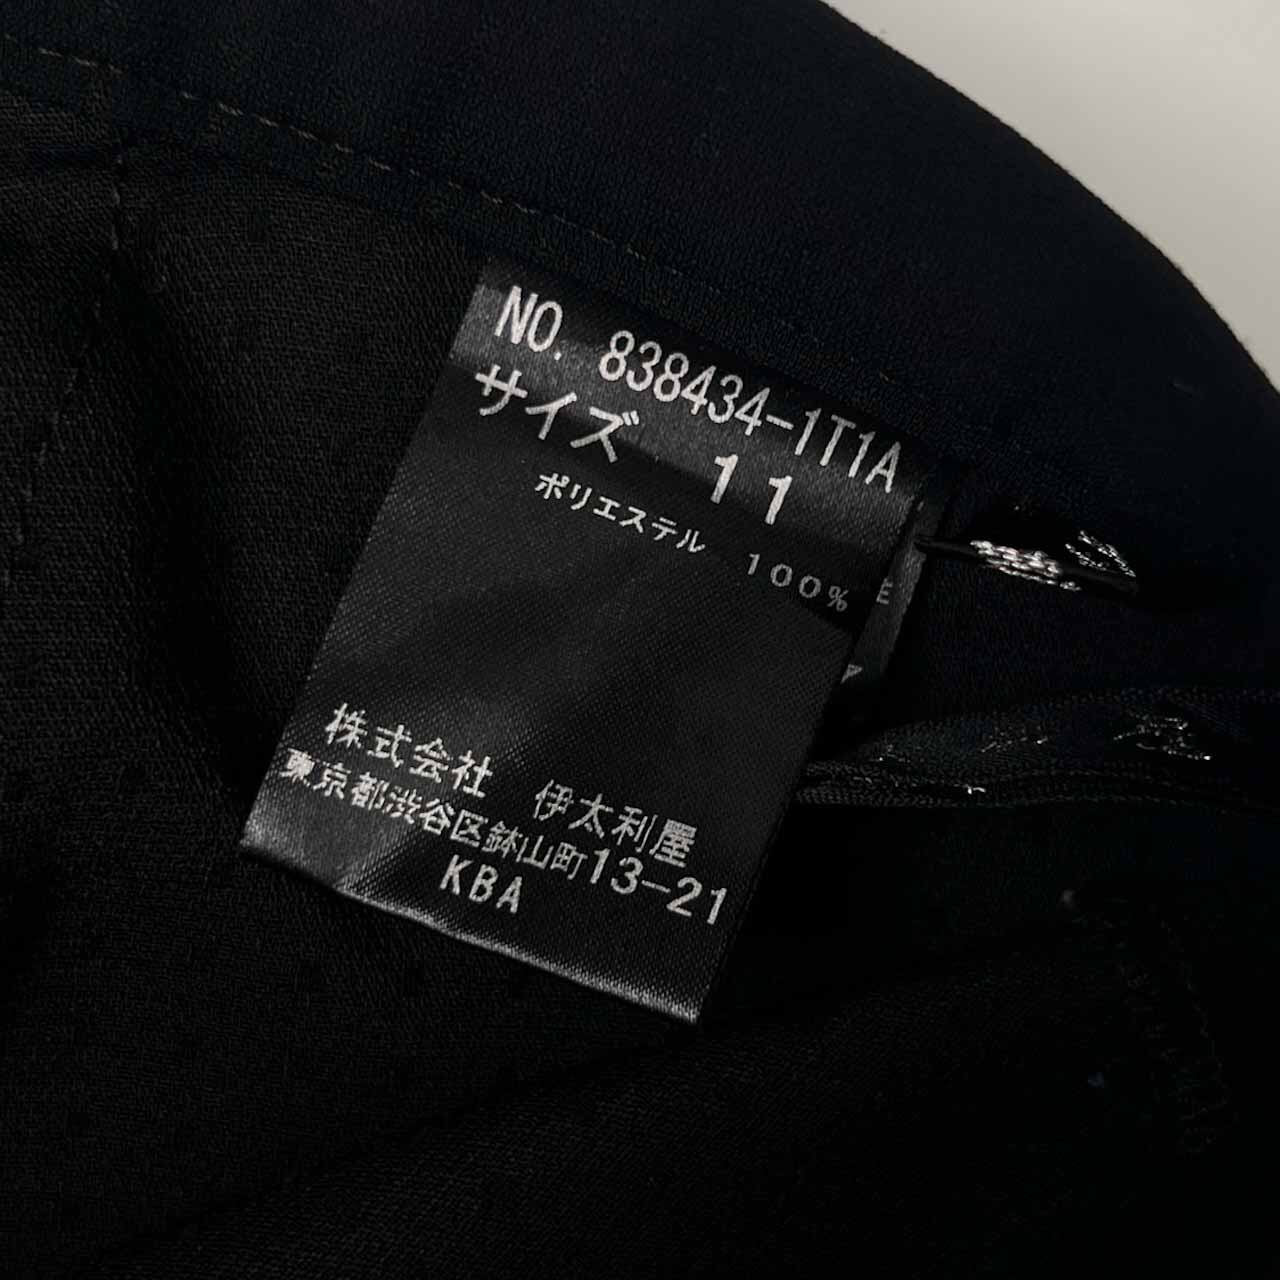 NO. 838434-1T1A
サイズ 11
ポリエステル 100%
株式会社 伊太利屋
東京都渋谷区鉢山町13-21
KBA